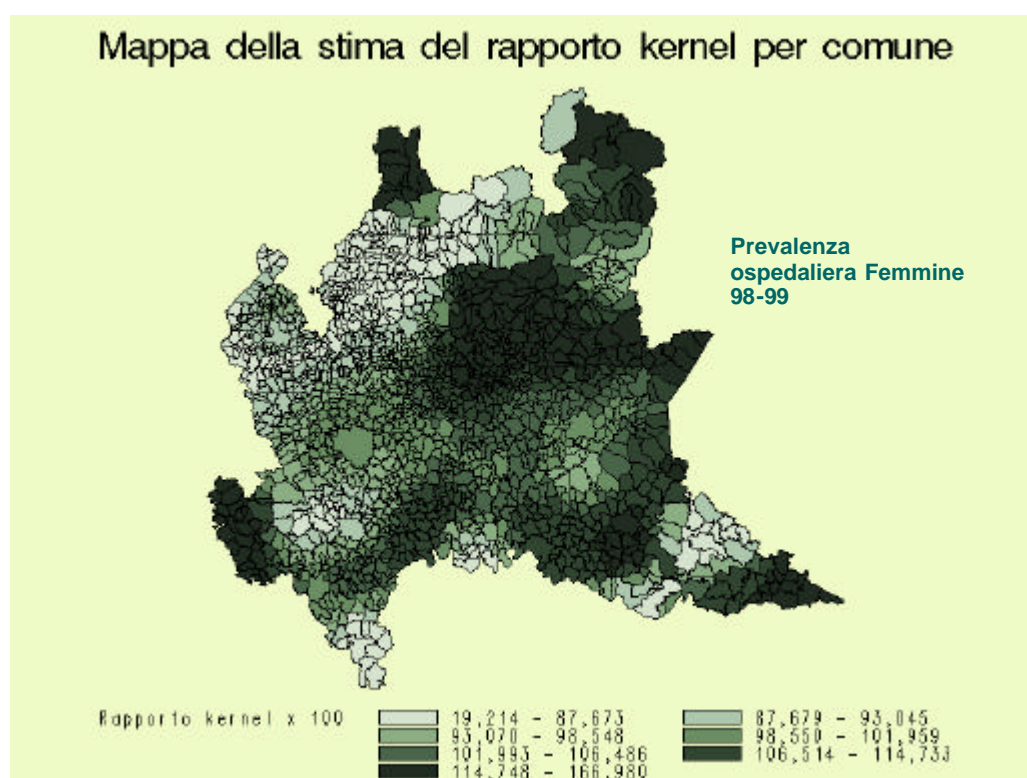 Mappa della stima del rapporto kernel per comune
Prevalenza
ospedaliera Femmine
98-99
Rapporto kernel x 100
19,214 - 87,673
87,679 - 93,045
93,070 - 98,548
98,550 - 101,959
101,993 - 106,486
106,514 - 114,733
114,748 - 166,980